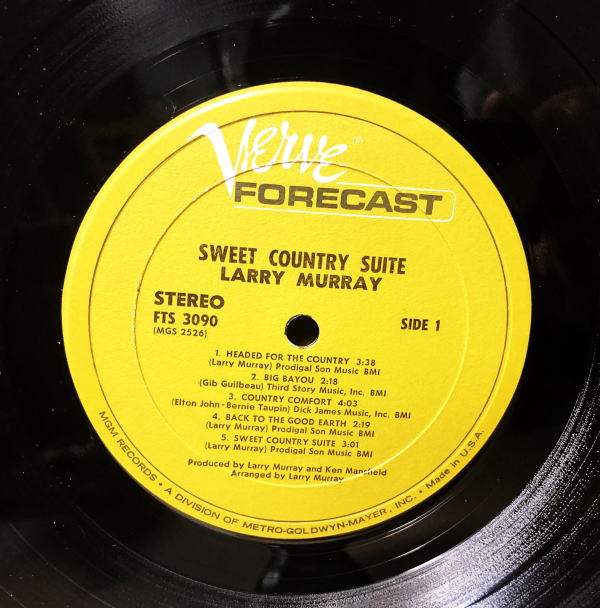 Verve®
FORECAST
SWEET COUNTRY SUITE
LARRY MURRAY
STEREO
FTS 3090
(MGS 2526)
SIDE 1
1. HEADED FOR THE COUNTRY 3:38
(Larry Murray) Prodigal Son Music BMI
2. BIG BAYOU 2:18
(Gib Guilbeau) Third Story Music, Inc. BMI
3. COUNTRY COMFORT 4:03
(Elton John-Bernie Taupin) Dick James Music, Inc. BMI
4. BACK TO THE GOOD EARTH 2:19
(Larry Murray) Prodigal Son Music BMI
5. SWEET COUNTRY SUITE 3:01
(Larry Murray) Prodigal Son Music BMI
Produced by Larry Murray and Ken Mansfield
Arranged by Larry Murray
MGM RECORDS • A DIVISION OF METRO-GOLDWYN-MAYER, INC. • Made in U.S.A.